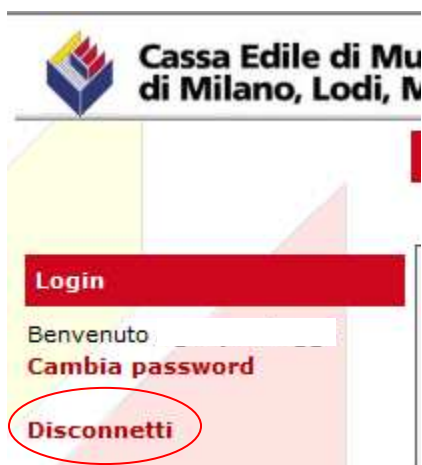 Cassa Edile di Mu
di Milano, Lodi, M
Login
Benvenuto
Cambia password
Disconnetti